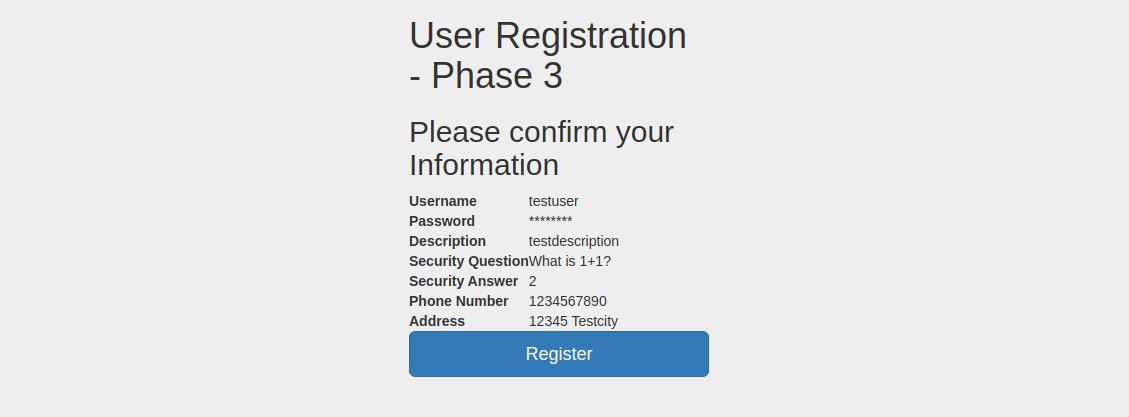 User Registration
- Phase 3
Please confirm your
Information
Username testuser
Password ********
Description testdescription
Security Question What is 1+1?
Security Answer 2
Phone Number 1234567890
Address 12345 Testcity
Register